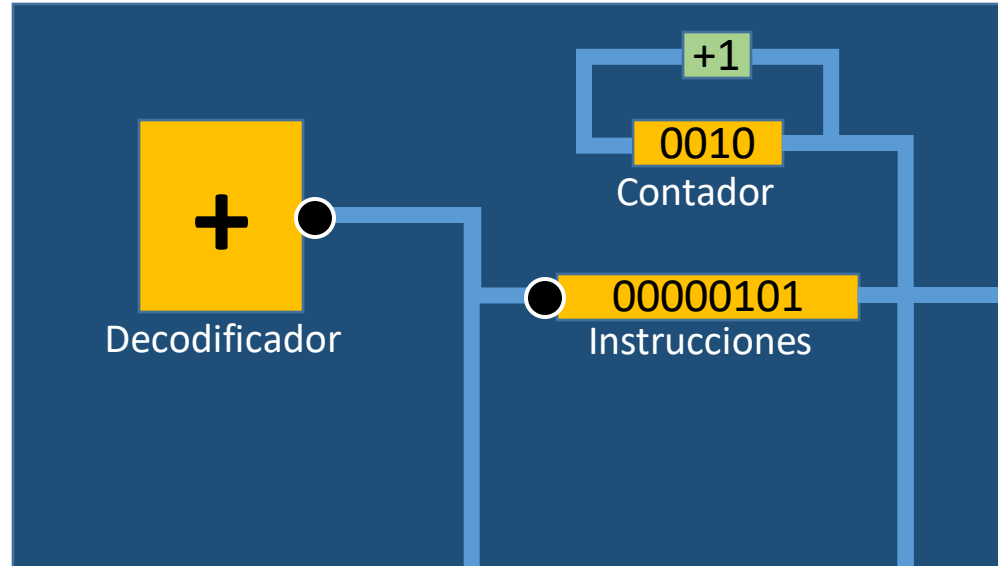 +1
0010
Contador
+
Decodificador
00000101
Instrucciones